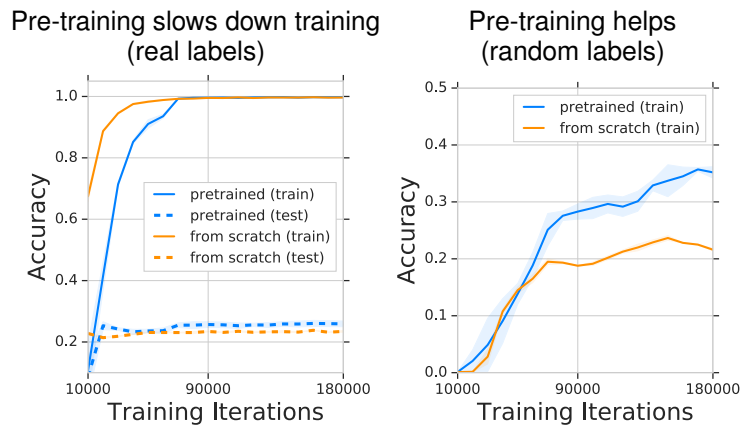 Pre-training slows down training
(real labels)
1.0
0.8
0.6
0.4
0.2
Accuracy
pretrained (train)
pretrained (test)
from scratch (train)
from scratch (test)
10000
90000
180000
Training Iterations
Pre-training helps
(random labels)
0.5
0.4
0.3
0.2
0.1
0.0
Accuracy
pretrained (train)
from scratch (train)
10000
90000
180000
Training Iterations